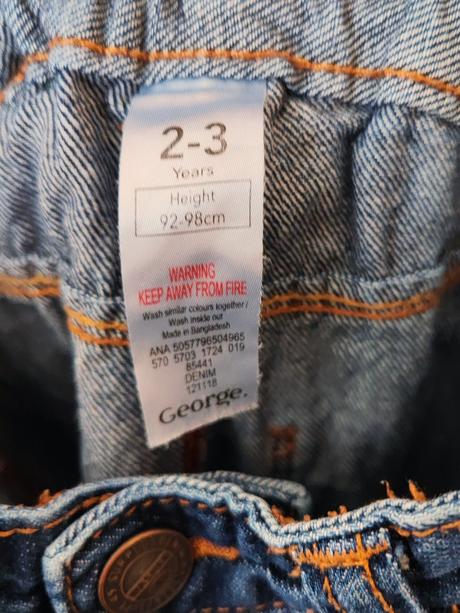 2-3
Years
Height
92-98cm
WARNING
KEEP AWAY FROM FIRE
Wash similar colours together /
Wash inside our
Made in Bangladesh
ANA 5057796504965
570 5703 1724 019
85441
DENIM
121118
George.